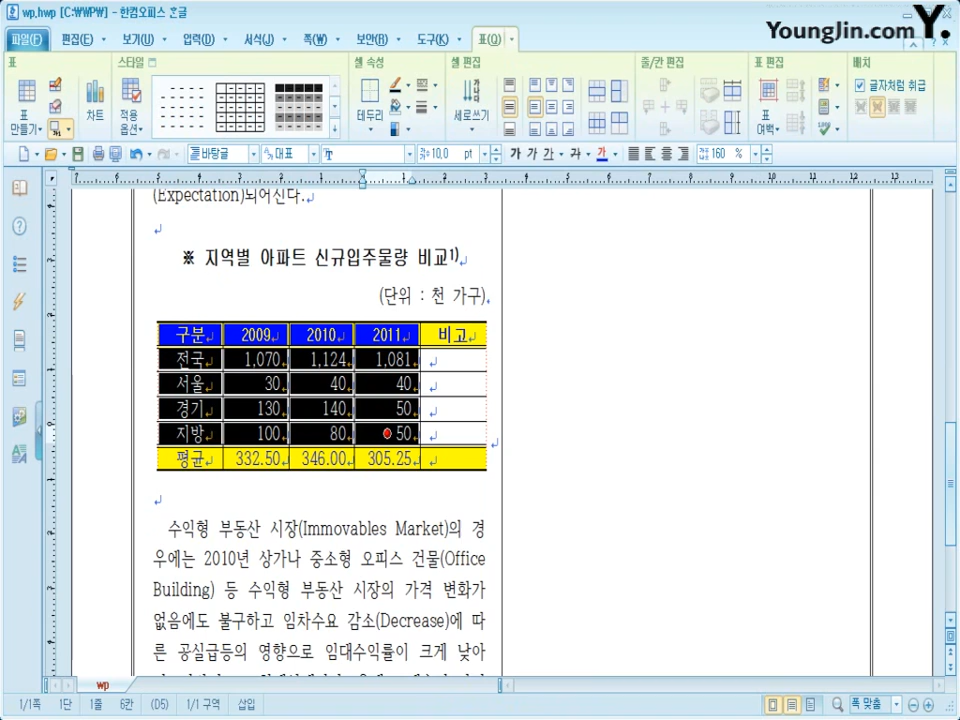 wp.hwp [C:\WP\] - 한컴오피스 한글
YoungJin.com Y.
파일(F) 편집(E) 보기(U) 입력(D) 서식(J) 쪽(W) 보안(R) 도구(K) 표(Q)
표 스타일 셀 속성 셀 편집 줄/칸 편집 표 편집 배치
표 만들기 차트 적용 옵션 테두리 세로쓰기 표 여백 글자처럼 취급
바탕글 대표 10.0 pt 가 가 가 가 가 160 %
(Expectation)되어진다.
※ 지역별 아파트 신규입주물량 비교1)
(단위 : 천 가구)
구분 2009 2010 2011 비고
전국 1,070 1,124 1,081
서울 30 40 40
경기 130 140 50
지방 100 80 50
평균 332.50 346.00 305.25
수익형 부동산 시장(Immovables Market)의 경
우에는 2010년 상가나 중소형 오피스 건물(Office
Building) 등 수익형 부동산 시장의 가격 변화가
없음에도 불구하고 임차수요 감소(Decrease)에 따
른 공실급등의 영향으로 임대수익률이 크게 낮아
wp
1/1쪽 1단 1줄 6칸 (D5) 1/1 구역 삽입 폭 맞춤